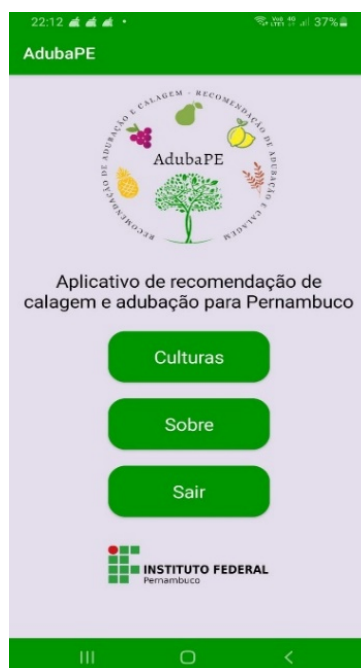 22:12
37%
AdubaPE
RECOMENDAÇÃO DE ADUBAÇÃO E CALAGEM - RECOMENDAÇÃO DE ADUBAÇÃO E CALAGEM
AdubaPE
Aplicativo de recomendação de
calagem e adubação para Pernambuco
Culturas
Sobre
Sair
INSTITUTO FEDERAL
Pernambuco